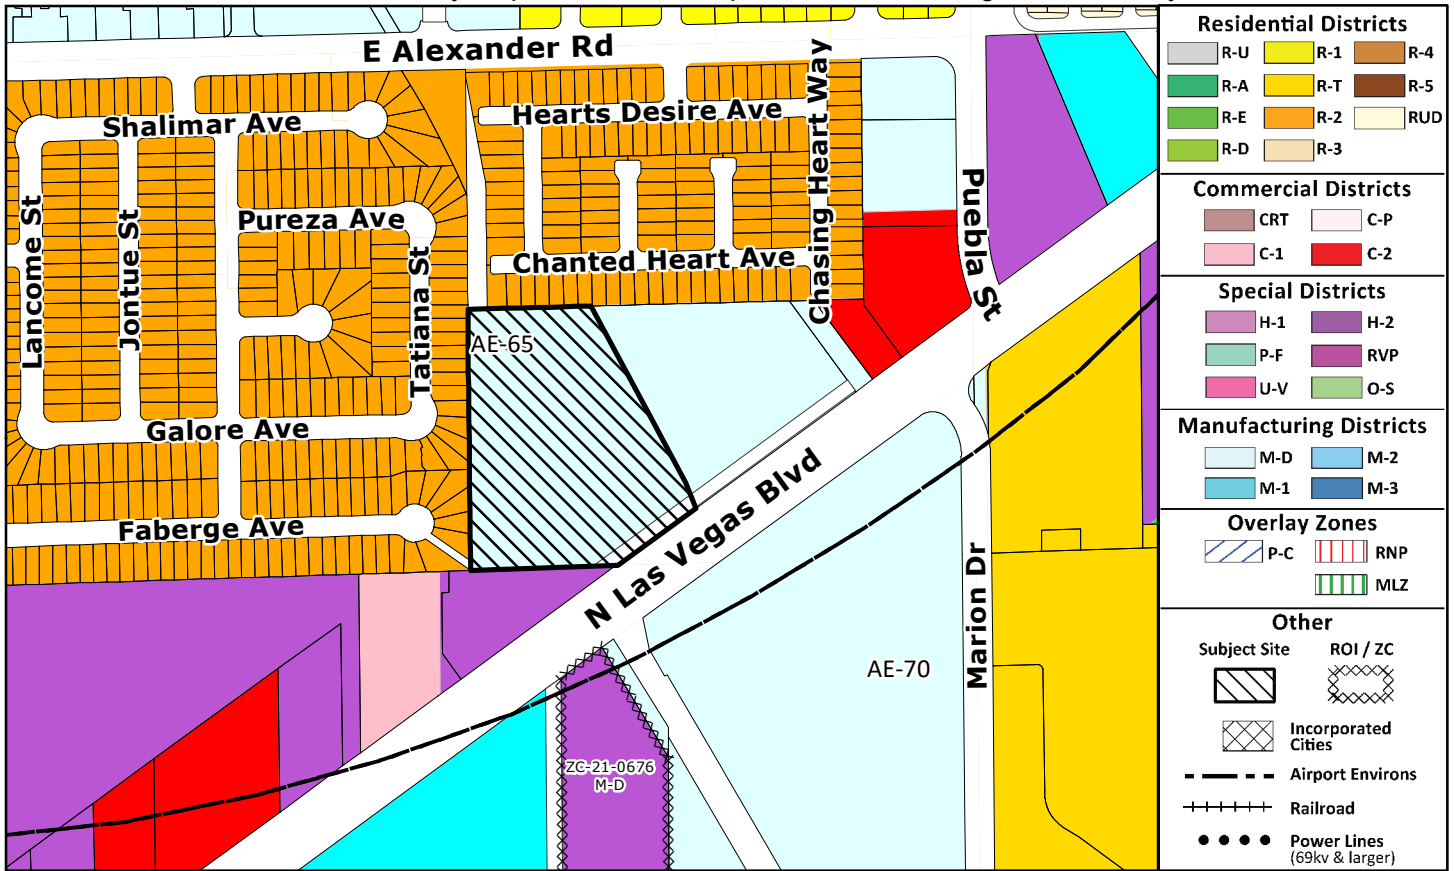 E Alexander Rd
Shalimar Ave
Hearts Desire Ave
Chasing Heart Way
Lancome St
Jontue St
Pureza Ave
Tatiana St
Chanted Heart Ave
Puebla St
AE-65
Galore Ave
Faberge Ave
N Las Vegas Blvd
Marion Dr
AE-70
ZC-21-0676
M-D
Residential Districts
R-U R-1 R-4
R-A R-T R-5
R-E R-2 RUD
R-D R-3
Commercial Districts
CRT C-P
C-1 C-2
Special Districts
H-1 H-2
P-F RVP
U-V O-S
Manufacturing Districts
M-D M-2
M-1 M-3
Overlay Zones
P-C RNP
MLZ
Other
Subject Site ROI / ZC
Incorporated
Cities
Airport Environs
Railroad
Power Lines
(69kv & larger)